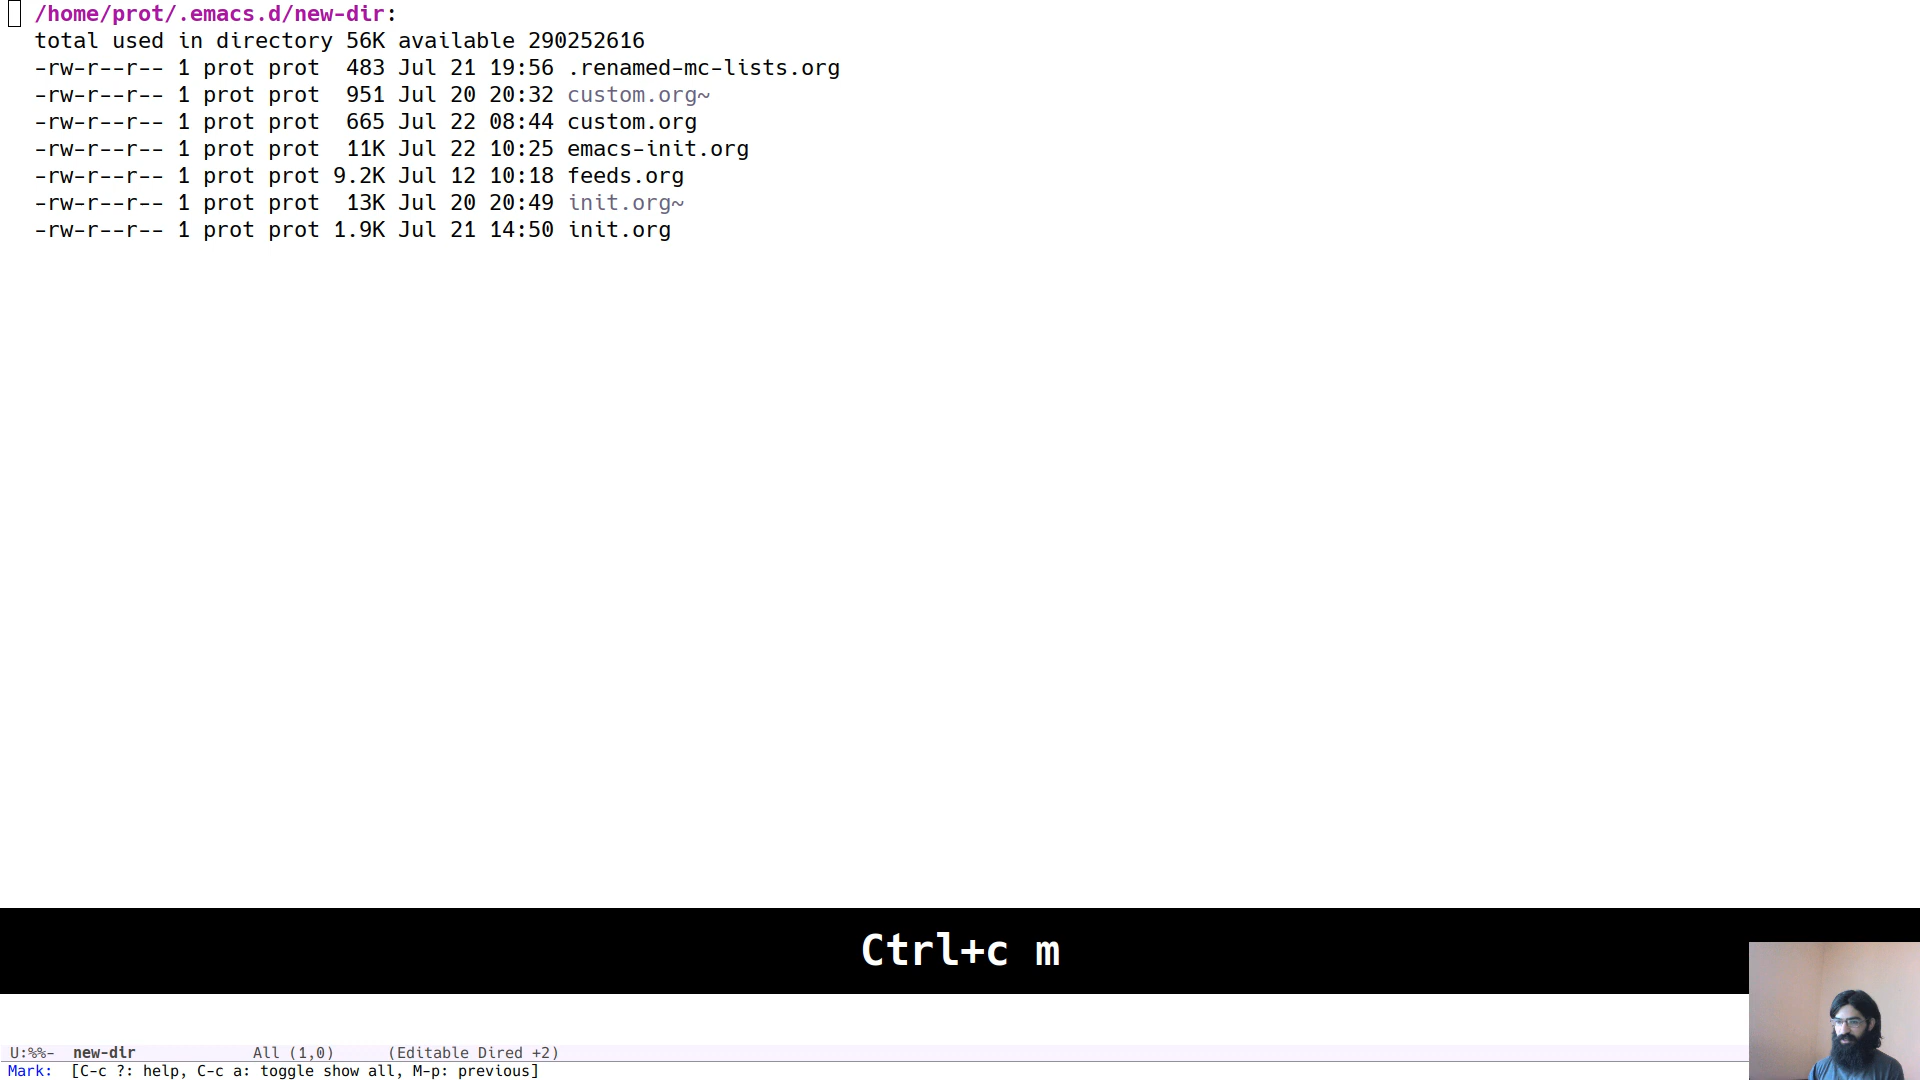 /home/prot/.emacs.d/new-dir:
total used in directory 56K available 290252616
-rw-r--r-- 1 prot prot  483 Jul 21 19:56 .renamed-mc-lists.org
-rw-r--r-- 1 prot prot  951 Jul 20 20:32 custom.org~
-rw-r--r-- 1 prot prot  665 Jul 22 08:44 custom.org
-rw-r--r-- 1 prot prot  11K Jul 22 10:25 emacs-init.org
-rw-r--r-- 1 prot prot 9.2K Jul 12 10:18 feeds.org
-rw-r--r-- 1 prot prot  13K Jul 20 20:49 init.org~
-rw-r--r-- 1 prot prot 1.9K Jul 21 14:50 init.org
Ctrl+c m
U:%%-  new-dir             All (1,0)      (Editable Dired +2)
Mark:  [C-c ?: help, C-c a: toggle show all, M-p: previous]